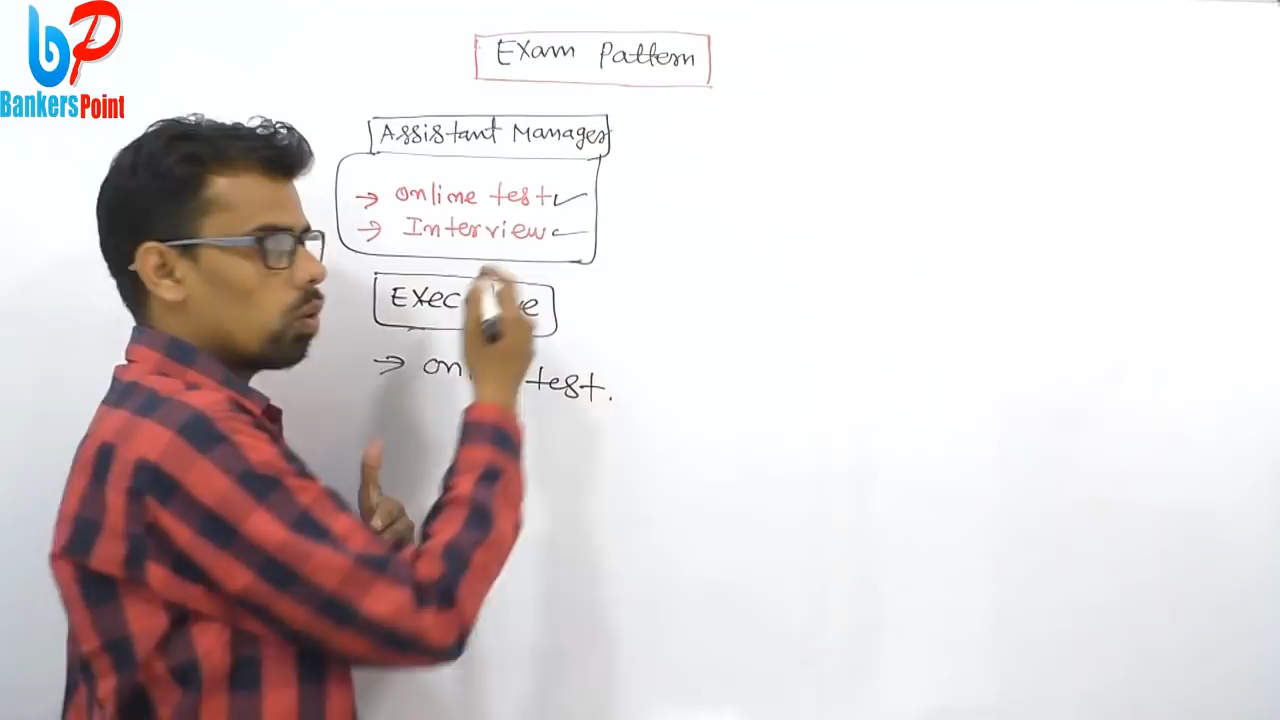 BankersPoint
Exam Pattern
Assistant Manager
→ online test ✓
→ Interview ✓
→ test.